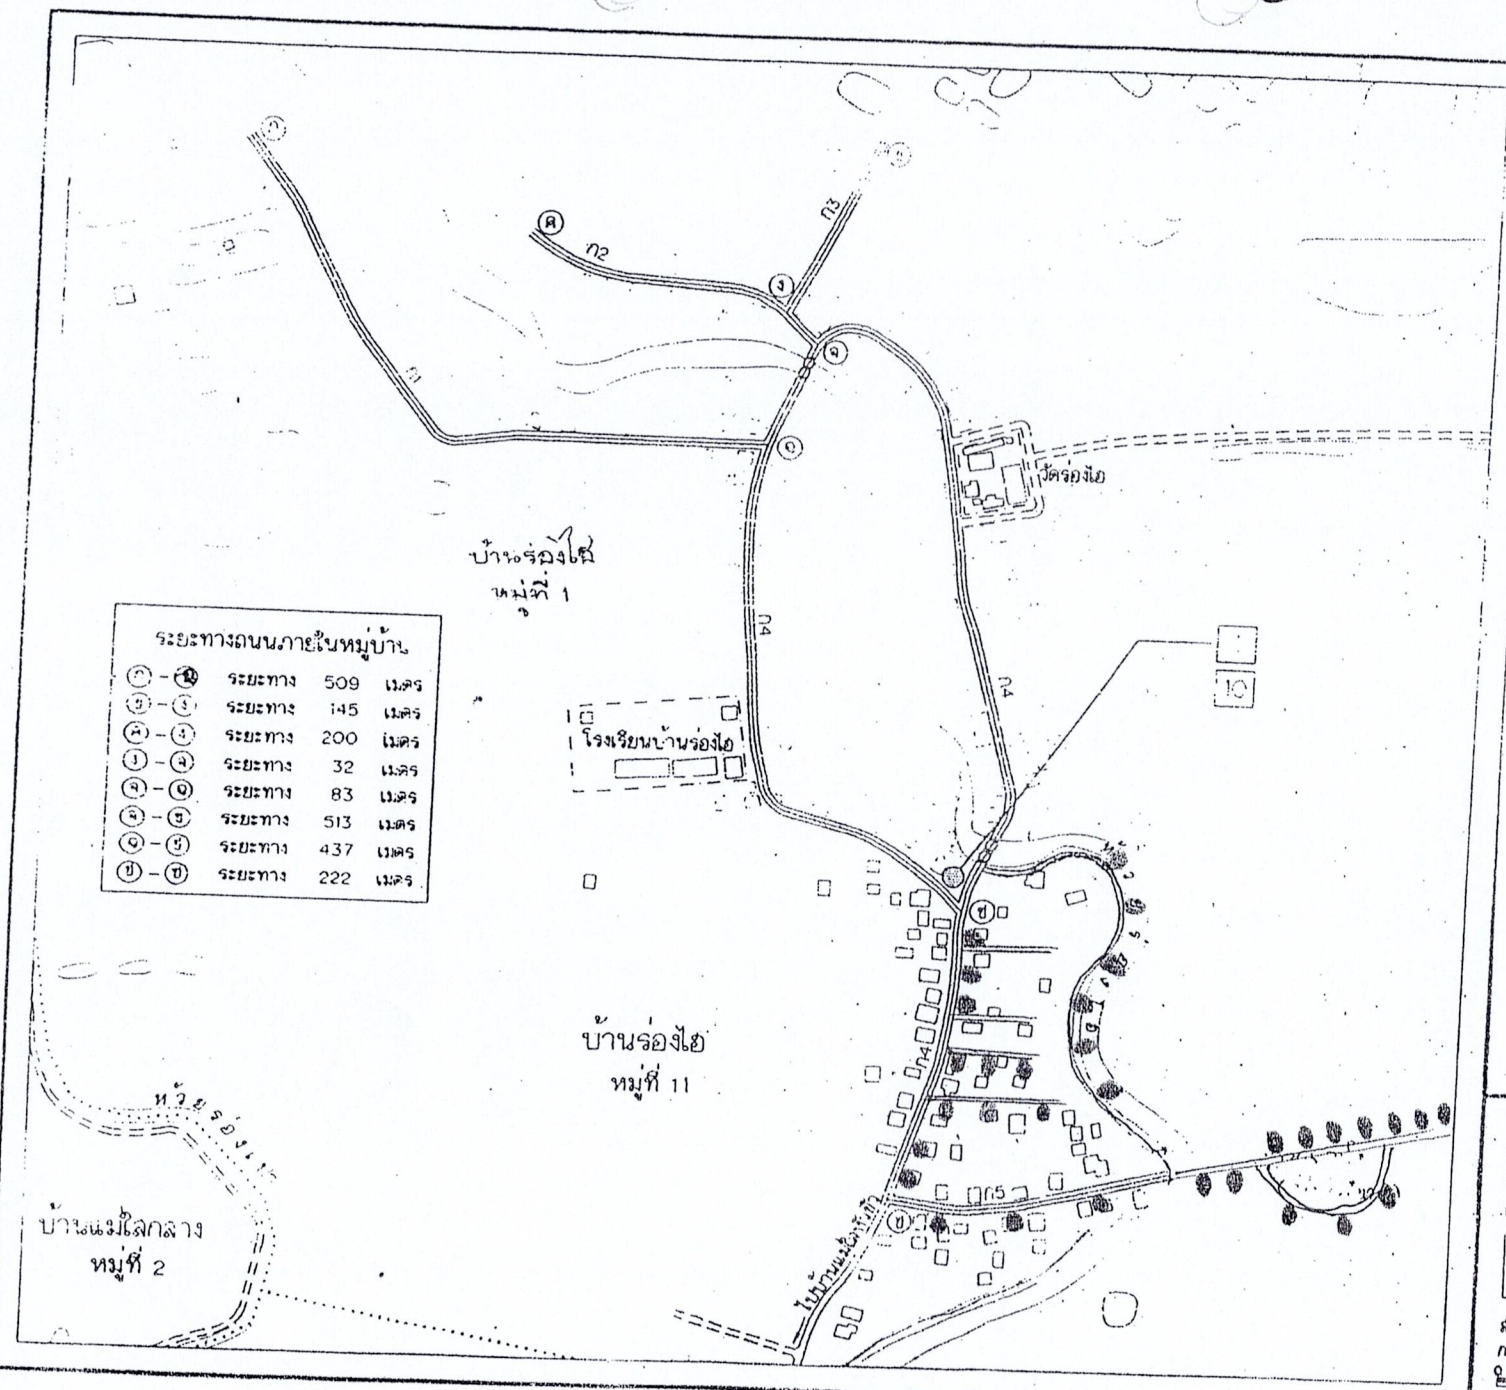 ค
ก2
ก3
ง
จ
ก1
ฉ
วัดร่องไฮ
บ้านร่องไฮ
หมู่ที่ 1
ก4
ก4
10
โรงเรียนบ้านร่องไฮ
ระยะทางถนนภายในหมู่บ้าน
ระยะทาง 509 เมตร
ระยะทาง 145 เมตร
ระยะทาง 200 เมตร
ระยะทาง 32 เมตร
ระยะทาง 83 เมตร
ระยะทาง 513 เมตร
ระยะทาง 437 เมตร
ระยะทาง 222 เมตร
ช
บ้านร่องไฮ
หมู่ที่ 11
ก4
บ้านแม่ใสกลาง
หมู่ที่ 2
ก5